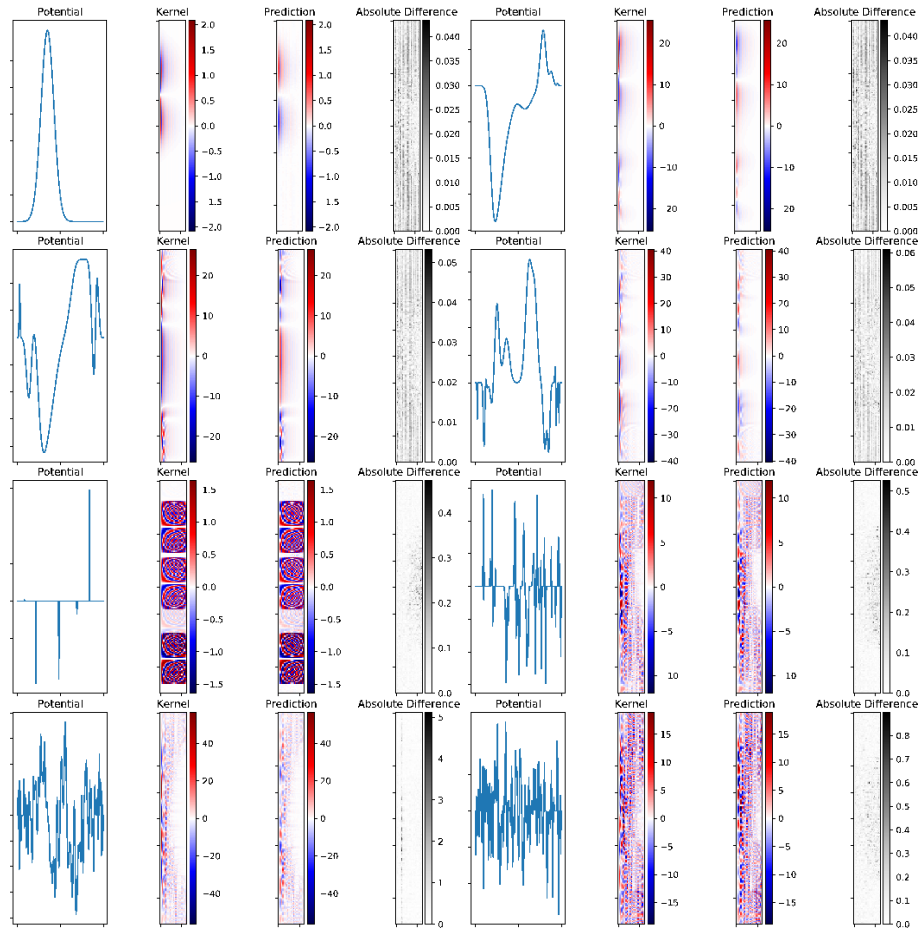 Potential Kernel Prediction Absolute Difference Potential Kernel Prediction Absolute Difference
2.0 2.0 0.040 20 20 0.040
1.5 1.5 0.035 0.035
1.0 1.0 0.030 10 10 0.030
0.5 0.5 0.025 0.025
0.0 0.0 0.020 0 0 0.020
−0.5 −0.5 0.015 0.015
−1.0 −1.0 0.010 10 10 0.010
−1.5 −1.5 0.005 0.005
−2.0 −2.0 0.000 20 20 0.000
Potential Kernel Prediction Absolute Difference Potential Kernel Prediction Absolute Difference
20 20 0.05 40 40 0.06
30 30 0.05
10 10 0.04 20 20 0.04
0.03 10 10
0 0 0 0 0.03
−10 −10 0.02 −10 −10 0.02
−20 −20
−20 −20 0.01 −30 −30 0.01
0.00 −40 −40 0.00
Potential Kernel Prediction Absolute Difference Potential Kernel Prediction Absolute Difference
1.5 1.5 10 10 0.5
1.0 1.0 0.4 5 5 0.4
0.5 0.5 0.3 0.3
0.0 0.0 0 0
−0.5 −0.5 0.2 0.2
−1.0 −1.0 0.1 5 5 0.1
−1.5 −1.5 0.0 10 10 0.0
Potential Kernel Prediction Absolute Difference Potential Kernel Prediction Absolute Difference
5 15 15 0.8
40 40 4 10 10 0.7
20 20 5 5 0.6
3 0.5
0 0 0 0 0.4
2 −5 −5 0.3
−20 −20 −10 −10 0.2
−40 −40 1 −15 −15 0.1
0 0.0